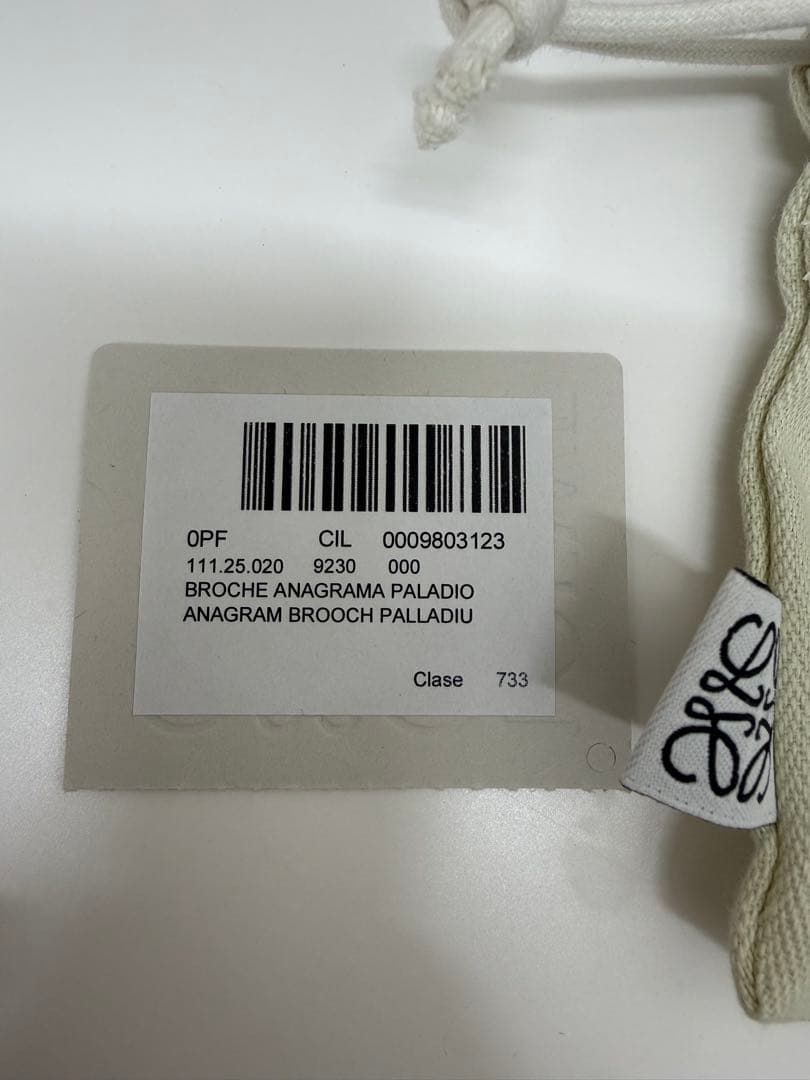 0PF CIL 0009803123
111.25.020 9230 000
BROCHE ANAGRAMA PALADIO
ANAGRAM BROOCH PALLADIU
Clase 733